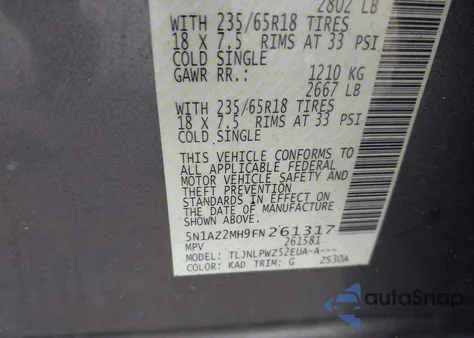 2802 LB
WITH 235/65R18 TIRES
18 X 7.5 RIMS AT 33 PSI
COLD SINGLE
GAWR RR.: 1210 KG
2667 LB
WITH 235/65R18 TIRES
18 X 7.5 RIMS AT 33 PSI
COLD SINGLE
THIS VEHICLE CONFORMS TO
ALL APPLICABLE FEDERAL
MOTOR VEHICLE SAFETY AND
THEFT PREVENTION
STANDARDS IN EFFECT ON THE
DATE OF MANUFACTURE
SHOWN ABOVE.
5N1AZ2MH9FN261317
MPV 261581
MODEL: TLJNLPWZ52EUA-A---
COLOR: KAD TRIM: G ZS30A
autoSnap